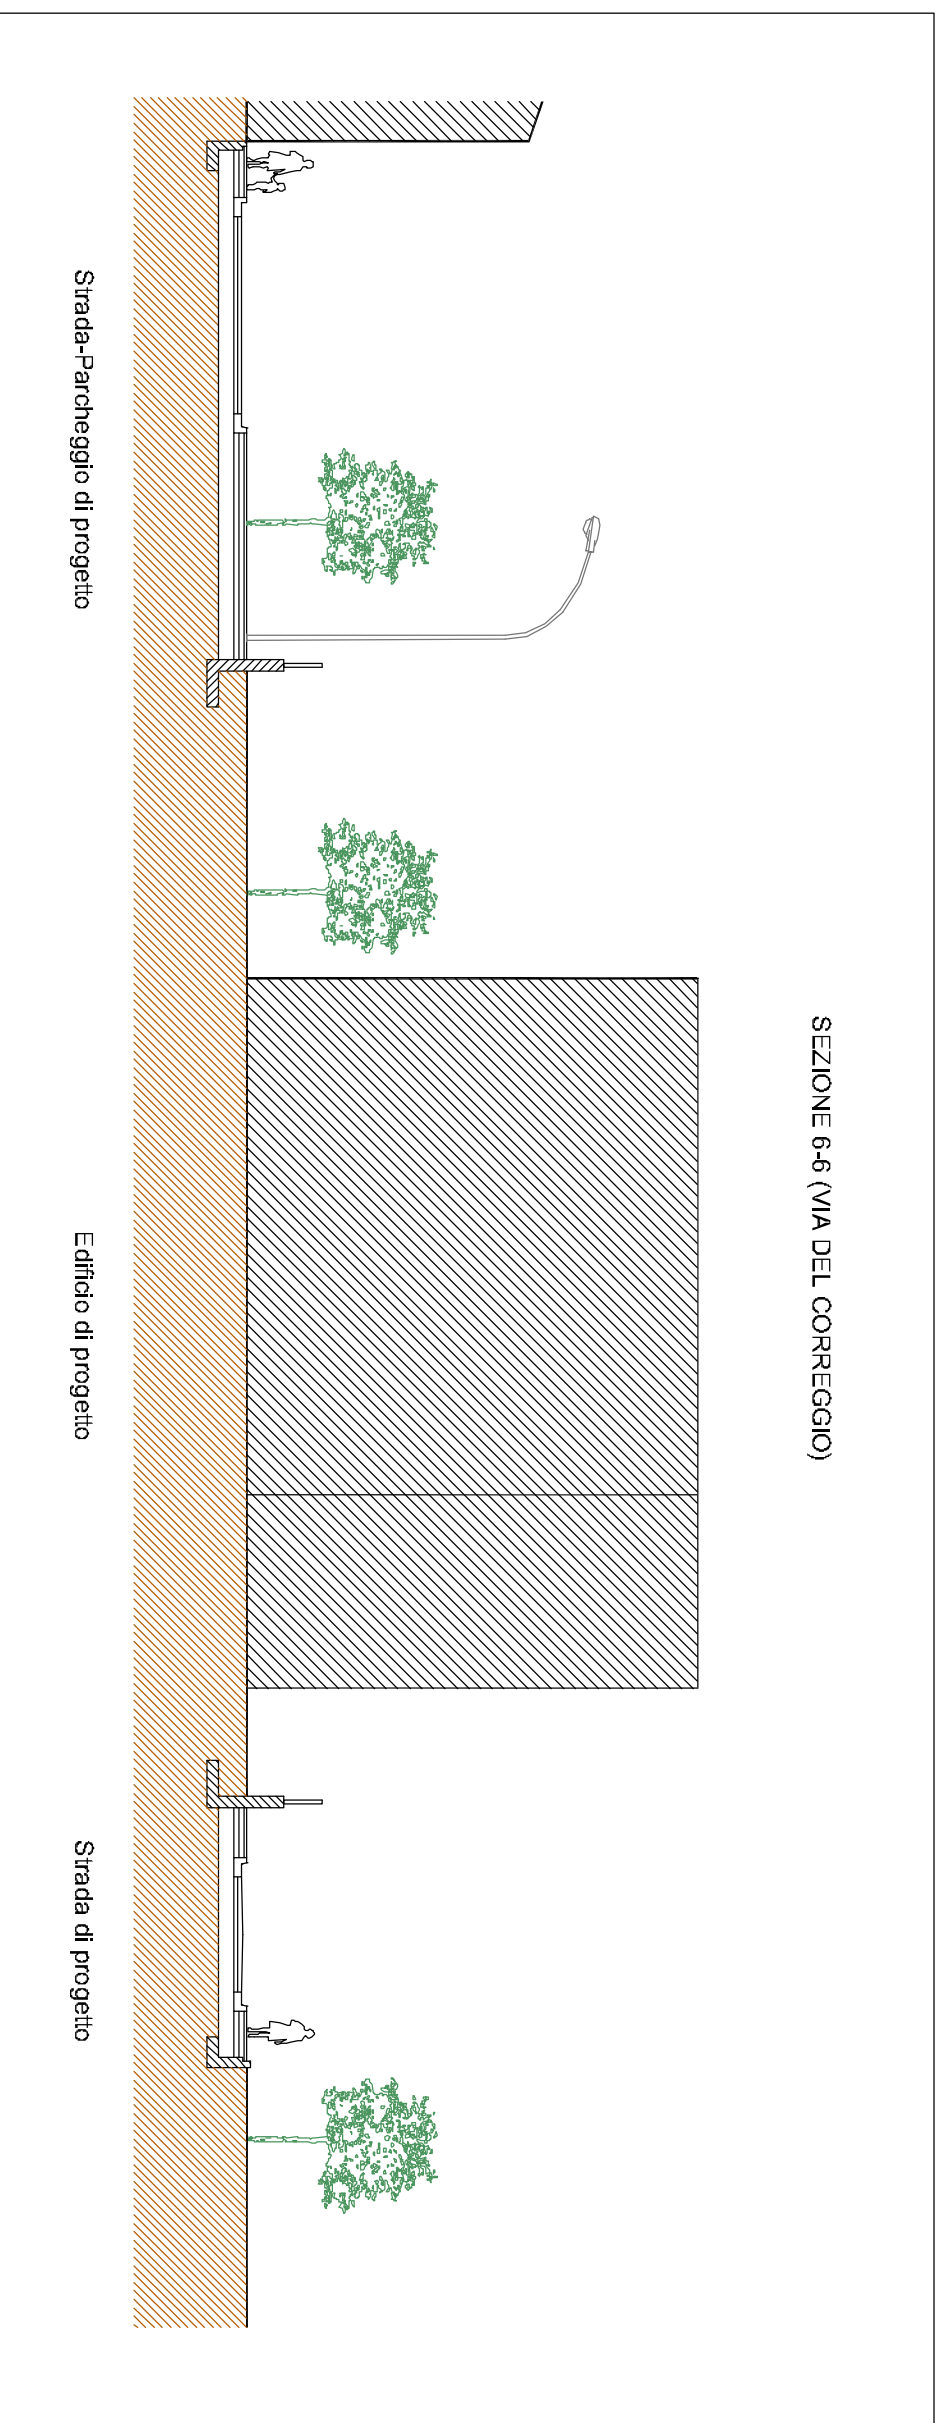 SEZIONE 6-6 (VIA DEL CORREGGIO)
Strada-Parcheggio di progetto
Edificio di progetto
Strada di progetto